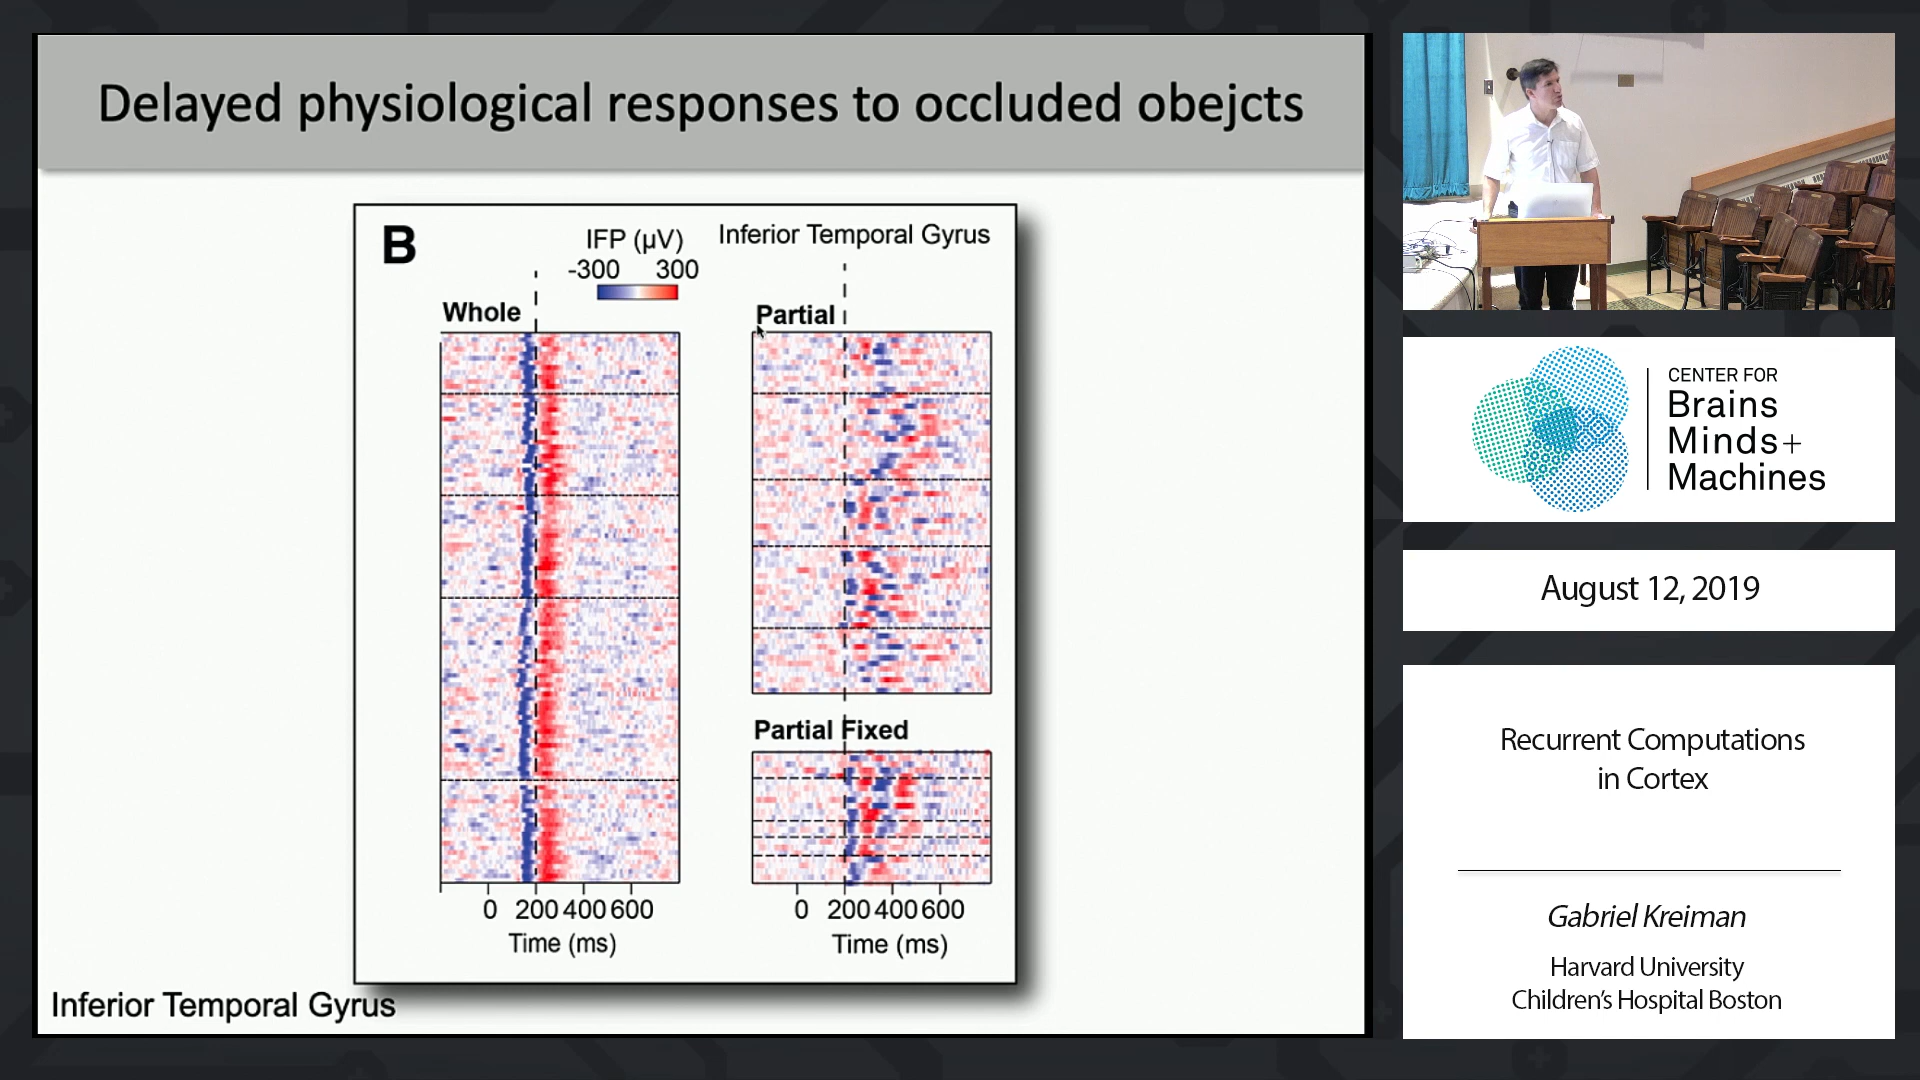 Delayed physiological responses to occluded obejcts
B
IFP (µV)
-300 300
Inferior Temporal Gyrus
Whole
Partial
Partial Fixed
0 200 400 600
Time (ms)
0 200 400 600
Time (ms)
Inferior Temporal Gyrus
CENTER FOR
Brains
Minds+
Machines
August 12, 2019
Recurrent Computations
in Cortex
Gabriel Kreiman
Harvard University
Children's Hospital Boston